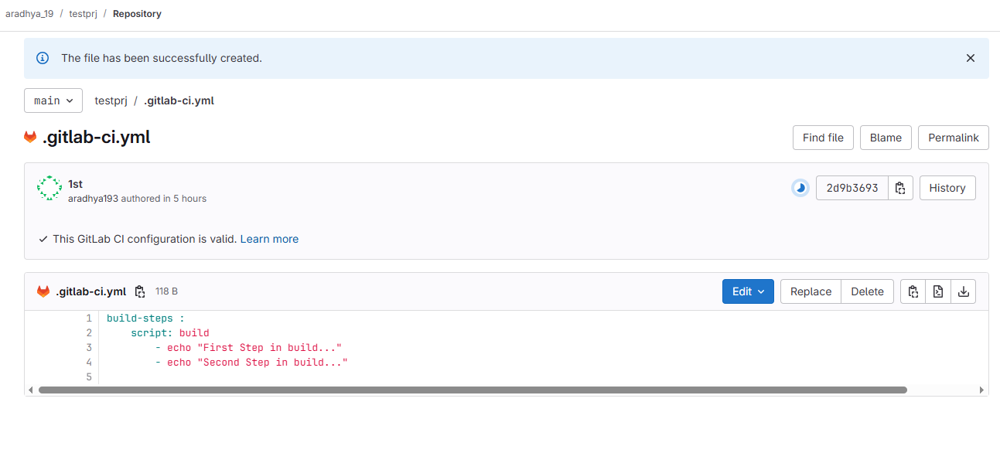 aradhya_19 / testprj / Repository
The file has been successfully created.
main testprj / .gitlab-ci.yml
.gitlab-ci.yml Find file Blame Permalink
1st
aradhya193 authored in 5 hours
2d9b3693 History
This GitLab CI configuration is valid. Learn more
.gitlab-ci.yml 118 B Edit Replace Delete
1 build-steps :
2 script: build
3 - echo "First Step in build..."
4 - echo "Second Step in build..."
5